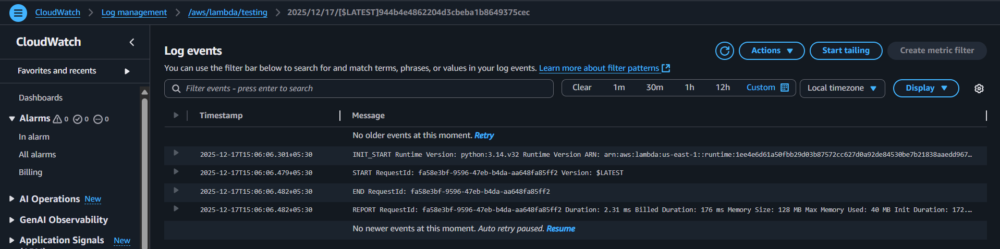 CloudWatch > Log management > /aws/lambda/testing > 2025/12/17/[$LATEST]944b4e4862204d3cbeba1b8649375cec
CloudWatch
Favorites and recents
Dashboards
Alarms 0 0 0
In alarm
All alarms
Billing
AI Operations New
GenAI Observability
Application Signals New
Log events
Actions
Start tailing
Create metric filter
You can use the filter bar below to search for and match terms, phrases, or values in your log events. Learn more about filter patterns
Filter events - press enter to search
Clear 1m 30m 1h 12h Custom
Local timezone
Display
Timestamp Message
No older events at this moment. Retry
2025-12-17T15:06:06.301+05:30 INIT_START Runtime Version: python:3.14.v32 Runtime Version ARN: arn:aws:lambda:us-east-1::runtime:1ee4e6d61a50fbb29d03b87572cc627d0a92de84530be7b21838aaedd967…
2025-12-17T15:06:06.479+05:30 START RequestId: fa58e3bf-9596-47eb-b4da-aa648fa85ff2 Version: $LATEST
2025-12-17T15:06:06.482+05:30 END RequestId: fa58e3bf-9596-47eb-b4da-aa648fa85ff2
2025-12-17T15:06:06.482+05:30 REPORT RequestId: fa58e3bf-9596-47eb-b4da-aa648fa85ff2 Duration: 2.31 ms Billed Duration: 176 ms Memory Size: 128 MB Max Memory Used: 40 MB Init Duration: 172.…
No newer events at this moment. Auto retry paused. Resume